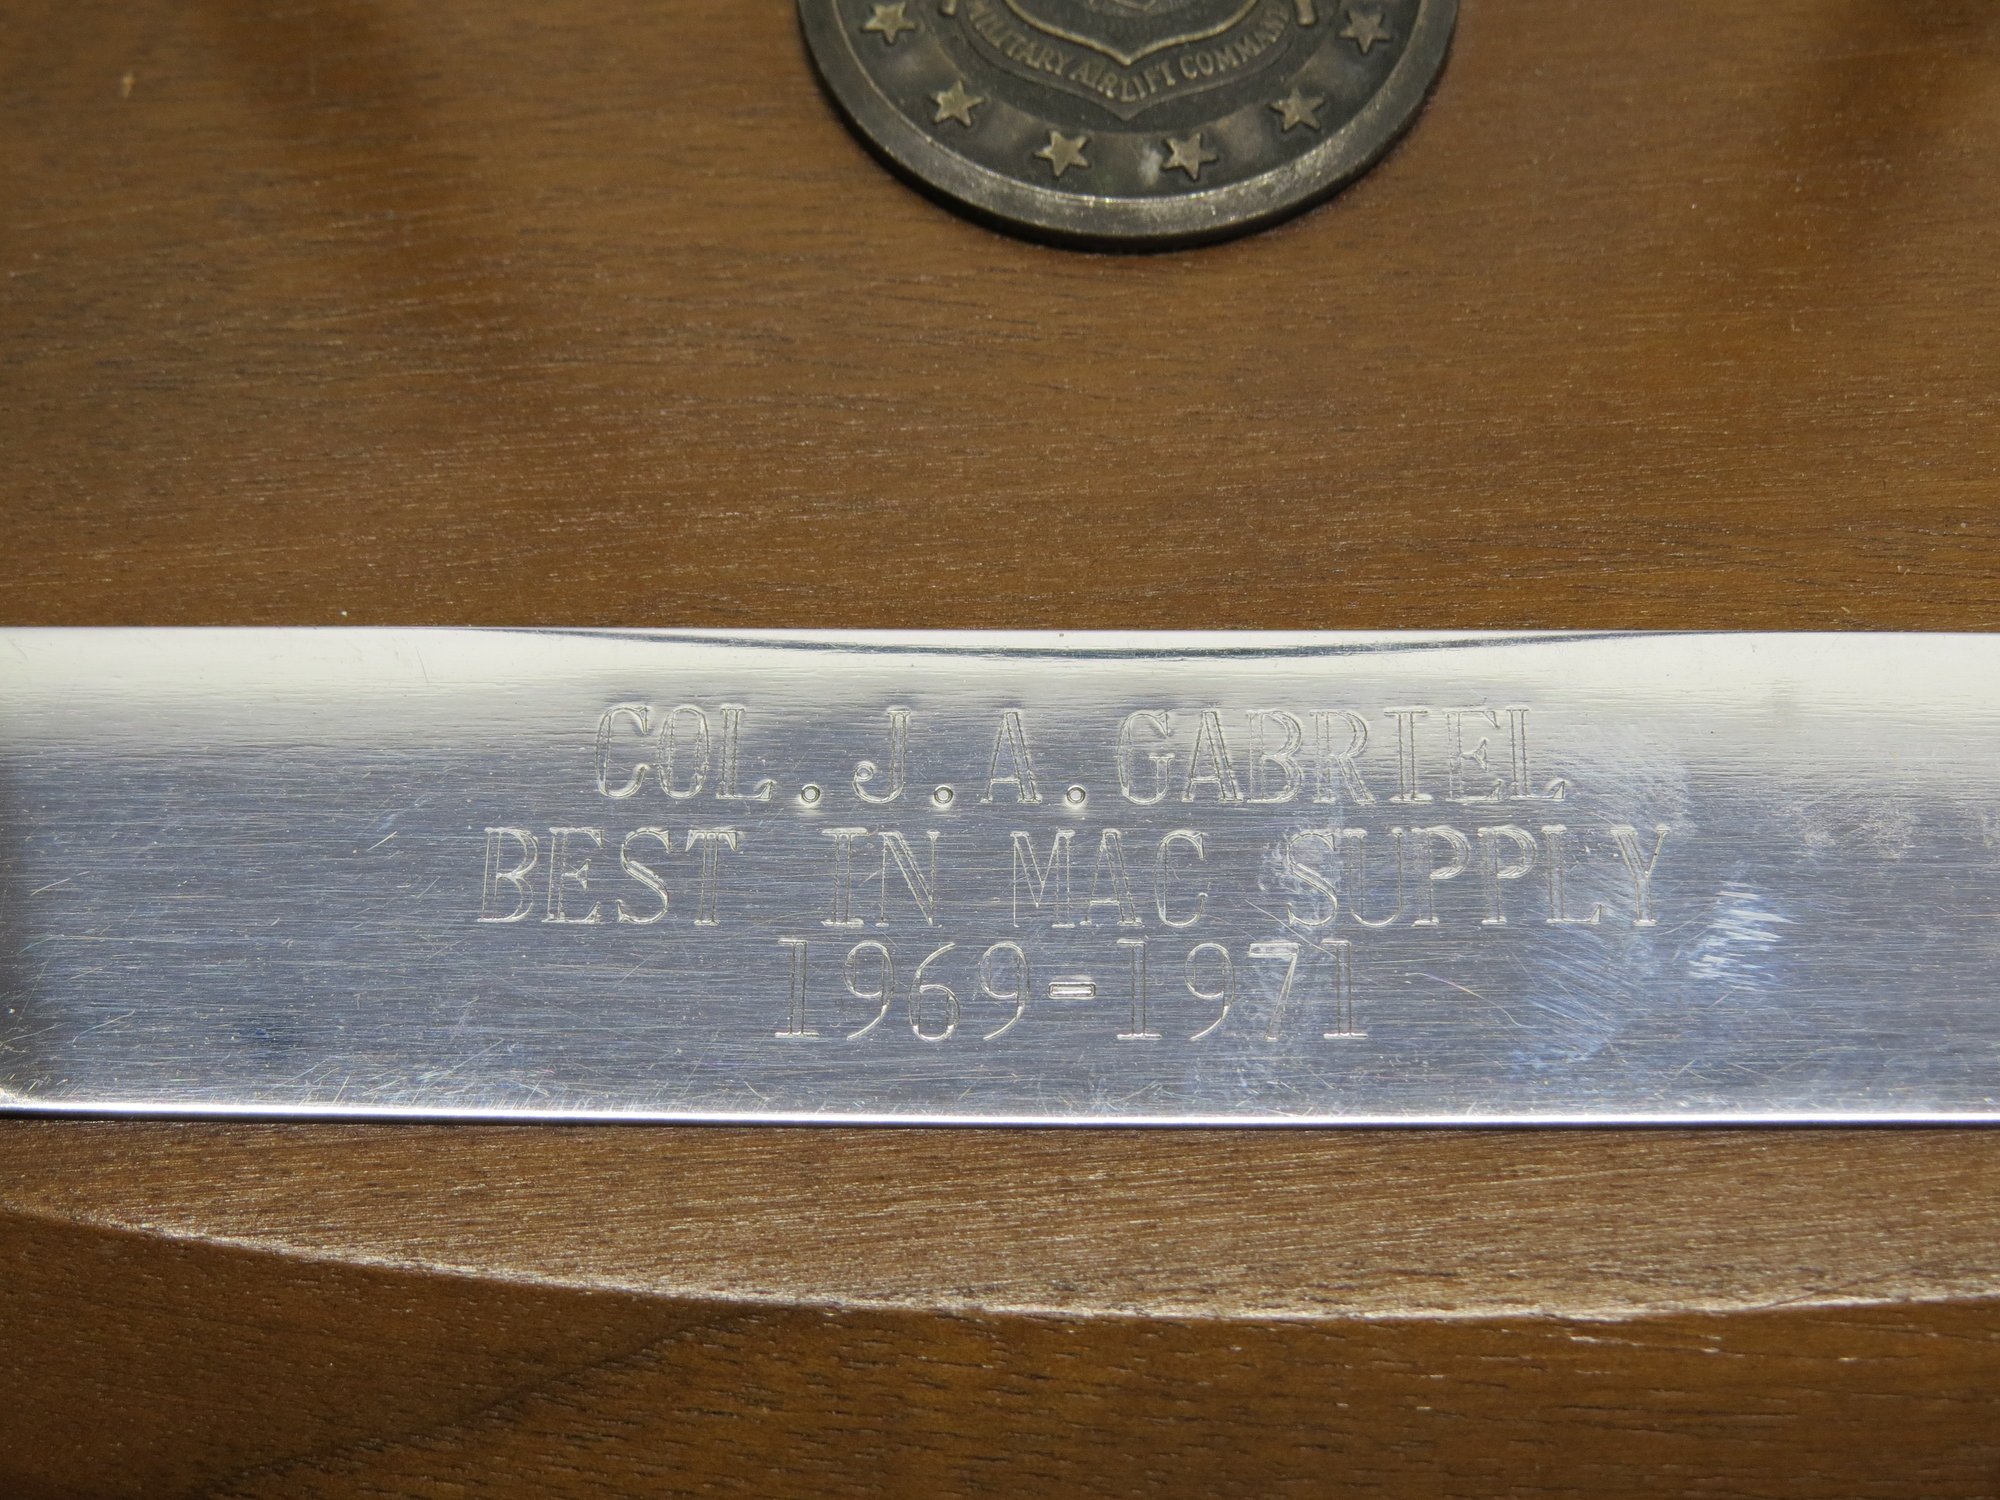 MILITARY AIRLIFT COMMAND
COL.J.A.GABRIEL
BEST IN MAC SUPPLY
1969-1971